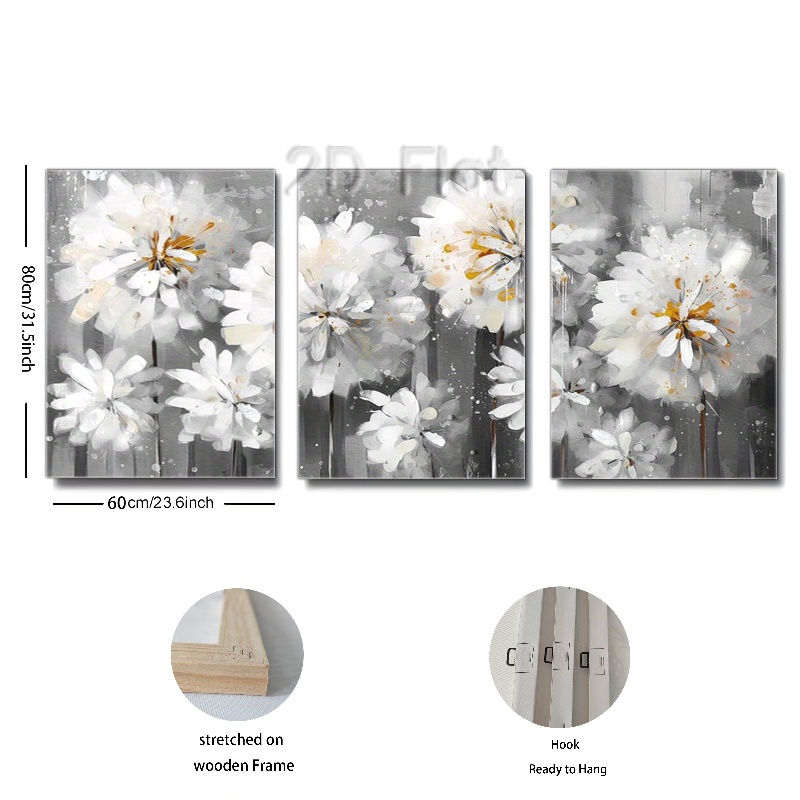 2D Flat
80cm/31.5inch
60cm/23.6inch
stretched on
wooden Frame
Hook
Ready to Hang